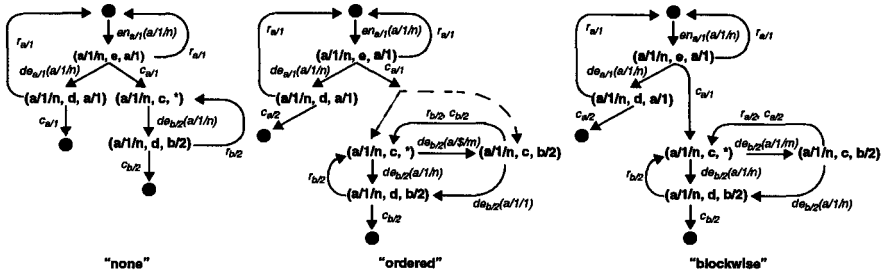 en_a/1(a/1/n)
r_a/1
r_a/1
(a/1/n, e, a/1)
de_a/1(a/1/n)
c_a/1
(a/1/n, d, a/1) (a/1/n, c, *)
c_a/1
de_b/2(a/1/n)
(a/1/n, d, b/2)
c_b/2
r_b/2
"none"
en_a/1(a/1/n)
r_a/1
r_a/1
(a/1/n, e, a/1)
de_a/1(a/1/n)
c_a/1
(a/1/n, d, a/1)
c_a/2
r_b/2, c_b/2
(a/1/n, c, *)
de_b/2(a/$/m)
(a/1/n, c, b/2)
r_b/2
de_b/2(a/1/n)
(a/1/n, d, b/2)
de_b/2(a/1/1)
c_b/2
"ordered"
en_a/1(a/1/n)
r_a/1
r_a/1
(a/1/n, e, a/1)
de_a/1(a/1/n)
c_a/1
(a/1/n, d, a/1)
c_a/2
r_a/2, c_a/2
(a/1/n, c, *)
de_b/2(a/1/m)
(a/1/n, c, b/2)
r_b/2
de_b/2(a/1/n)
(a/1/n, d, b/2)
de_b/2(a/1/n)
c_b/2
"blockwise"